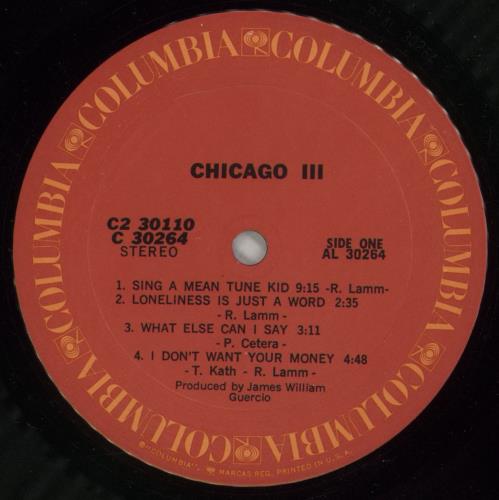 COLUMBIA COLUMBIA COLUMBIA COLUMBIA COLUMBIA COLUMBIA
CHICAGO III
C2 30110
C 30264
STEREO
SIDE ONE
AL 30264
1. SING A MEAN TUNE KID 9:15 -R. Lamm-
2. LONELINESS IS JUST A WORD 2:35
- R. Lamm -
3. WHAT ELSE CAN I SAY 3:11
- P. Cetera -
4. I DON'T WANT YOUR MONEY 4:48
-T. Kath - R. Lamm -
Produced by James William
Guercio
®"COLUMBIA", MARCAS REG. PRINTED IN U.S.A.